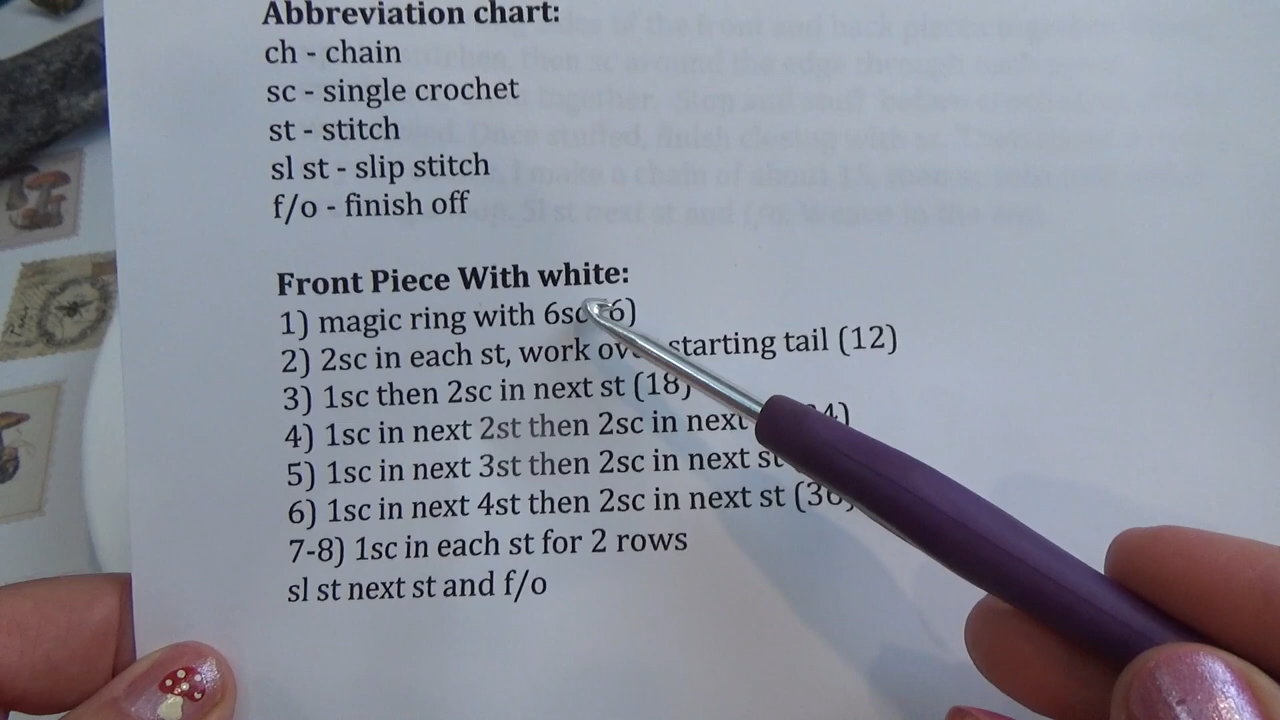 Abbreviation chart:
ch - chain
sc - single crochet
st - stitch
sl st - slip stitch
f/o - finish off
Front Piece With white:
1) magic ring with 6sc (6)
2) 2sc in each st, work over starting tail (12)
3) 1sc then 2sc in next st (18)
4) 1sc in next 2st then 2sc in next
5) 1sc in next 3st then 2sc in next st
6) 1sc in next 4st then 2sc in next st (36)
7-8) 1sc in each st for 2 rows
sl st next st and f/o